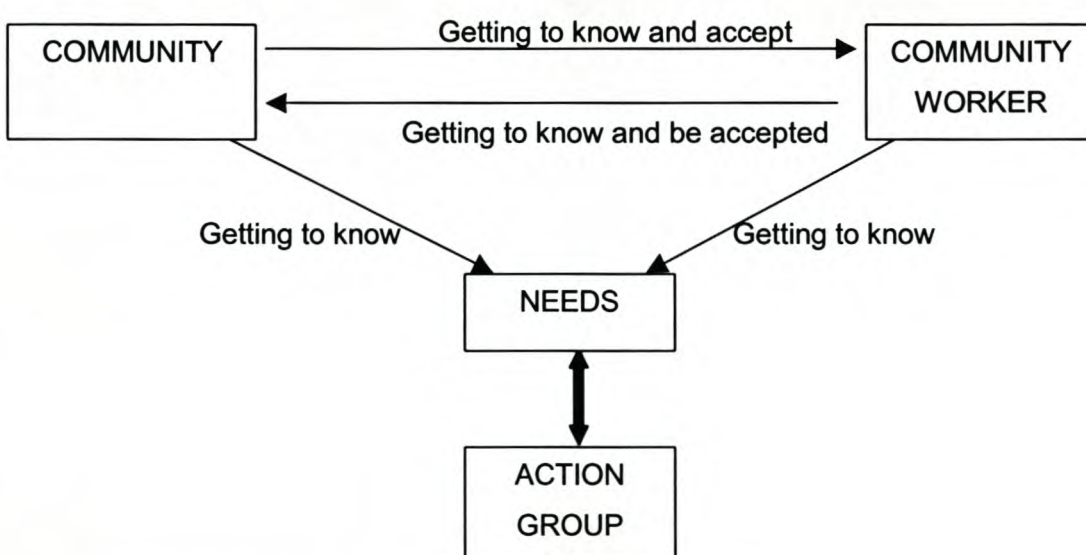 Getting to know and accept
COMMUNITY
COMMUNITY
WORKER
Getting to know and be accepted
Getting to know
Getting to know
NEEDS
ACTION
GROUP